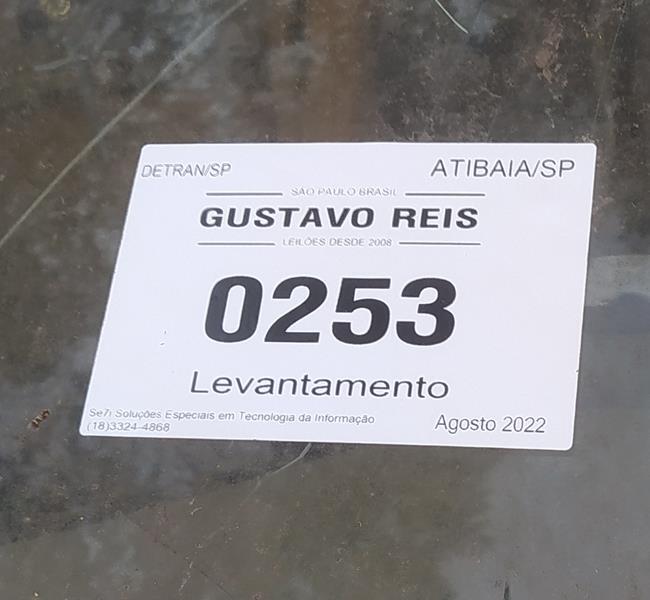 DETRAN/SP ATIBAIA/SP
SÃO PAULO BRASIL
GUSTAVO REIS
LEILÕES DESDE 2008
0253
Levantamento
Se7i Soluções Especiais em Tecnologia da Informação
(18)3324-4868 Agosto 2022